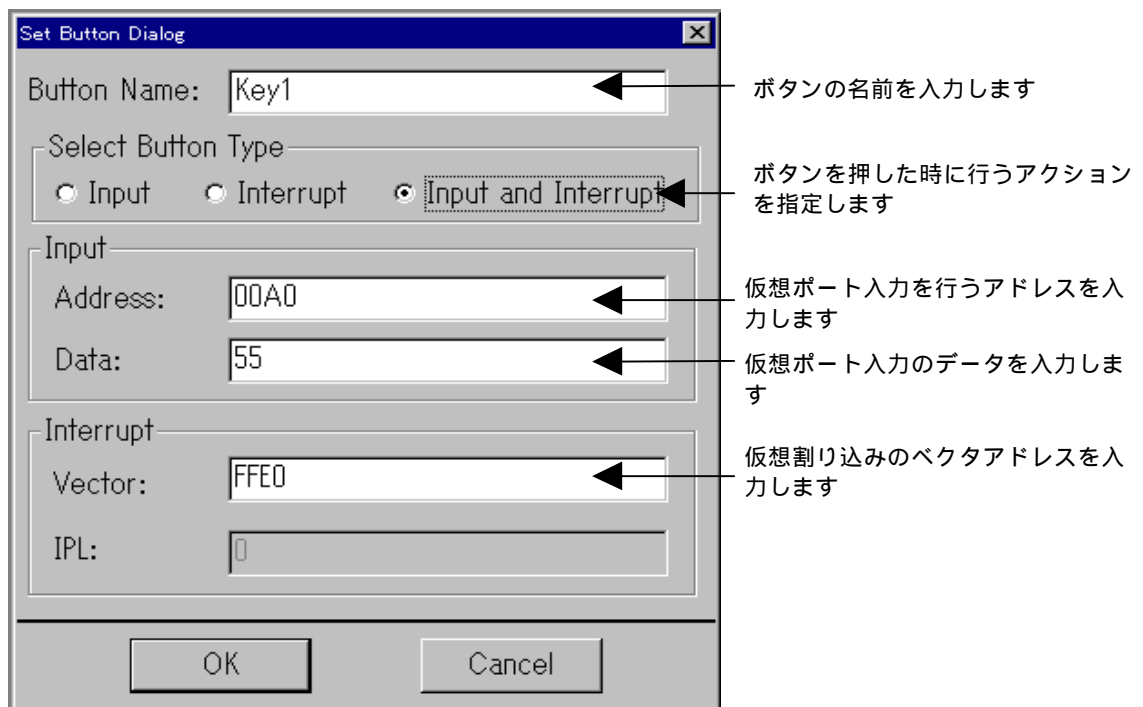 Set Button Dialog
Button Name: Key1
ボタンの名前を入力します
Select Button Type
Input Interrupt Input and Interrupt
ボタンを押した時に行うアクション
を指定します
Input
Address: 00A0
仮想ポート入力を行うアドレスを入
力します
Data: 55
仮想ポート入力のデータを入力しま
す
Interrupt
Vector: FFE0
仮想割り込みのベクタアドレスを入
力します
IPL: 0
OK Cancel